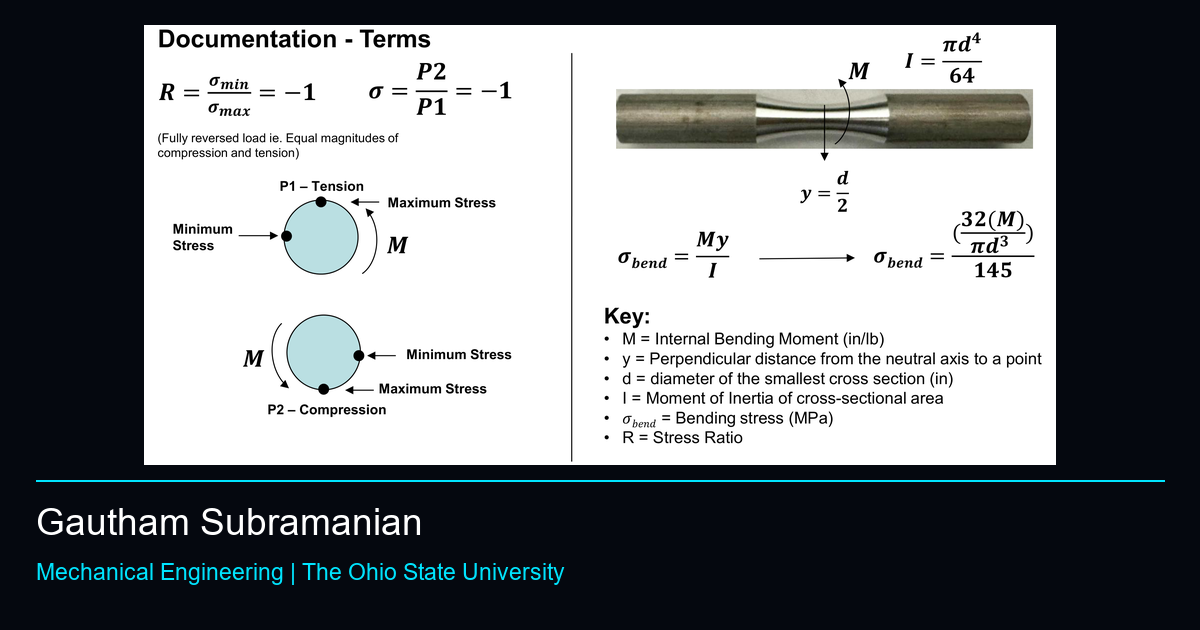 Documentation - Terms
R = σmin/σmax = −1
σ = P2/P1 = −1
(Fully reversed load ie. Equal magnitudes of
compression and tension)
P1 – Tension
Maximum Stress
Minimum
Stress
M
M
Minimum Stress
Maximum Stress
P2 – Compression
M
I = πd⁴/64
y = d/2
σbend = My/I
σbend = (32(M)/πd³)/145
Key:
• M = Internal Bending Moment (in/lb)
• y = Perpendicular distance from the neutral axis to a point
• d = diameter of the smallest cross section (in)
• I = Moment of Inertia of cross-sectional area
• σbend = Bending stress (MPa)
• R = Stress Ratio
Gautham Subramanian
Mechanical Engineering | The Ohio State University